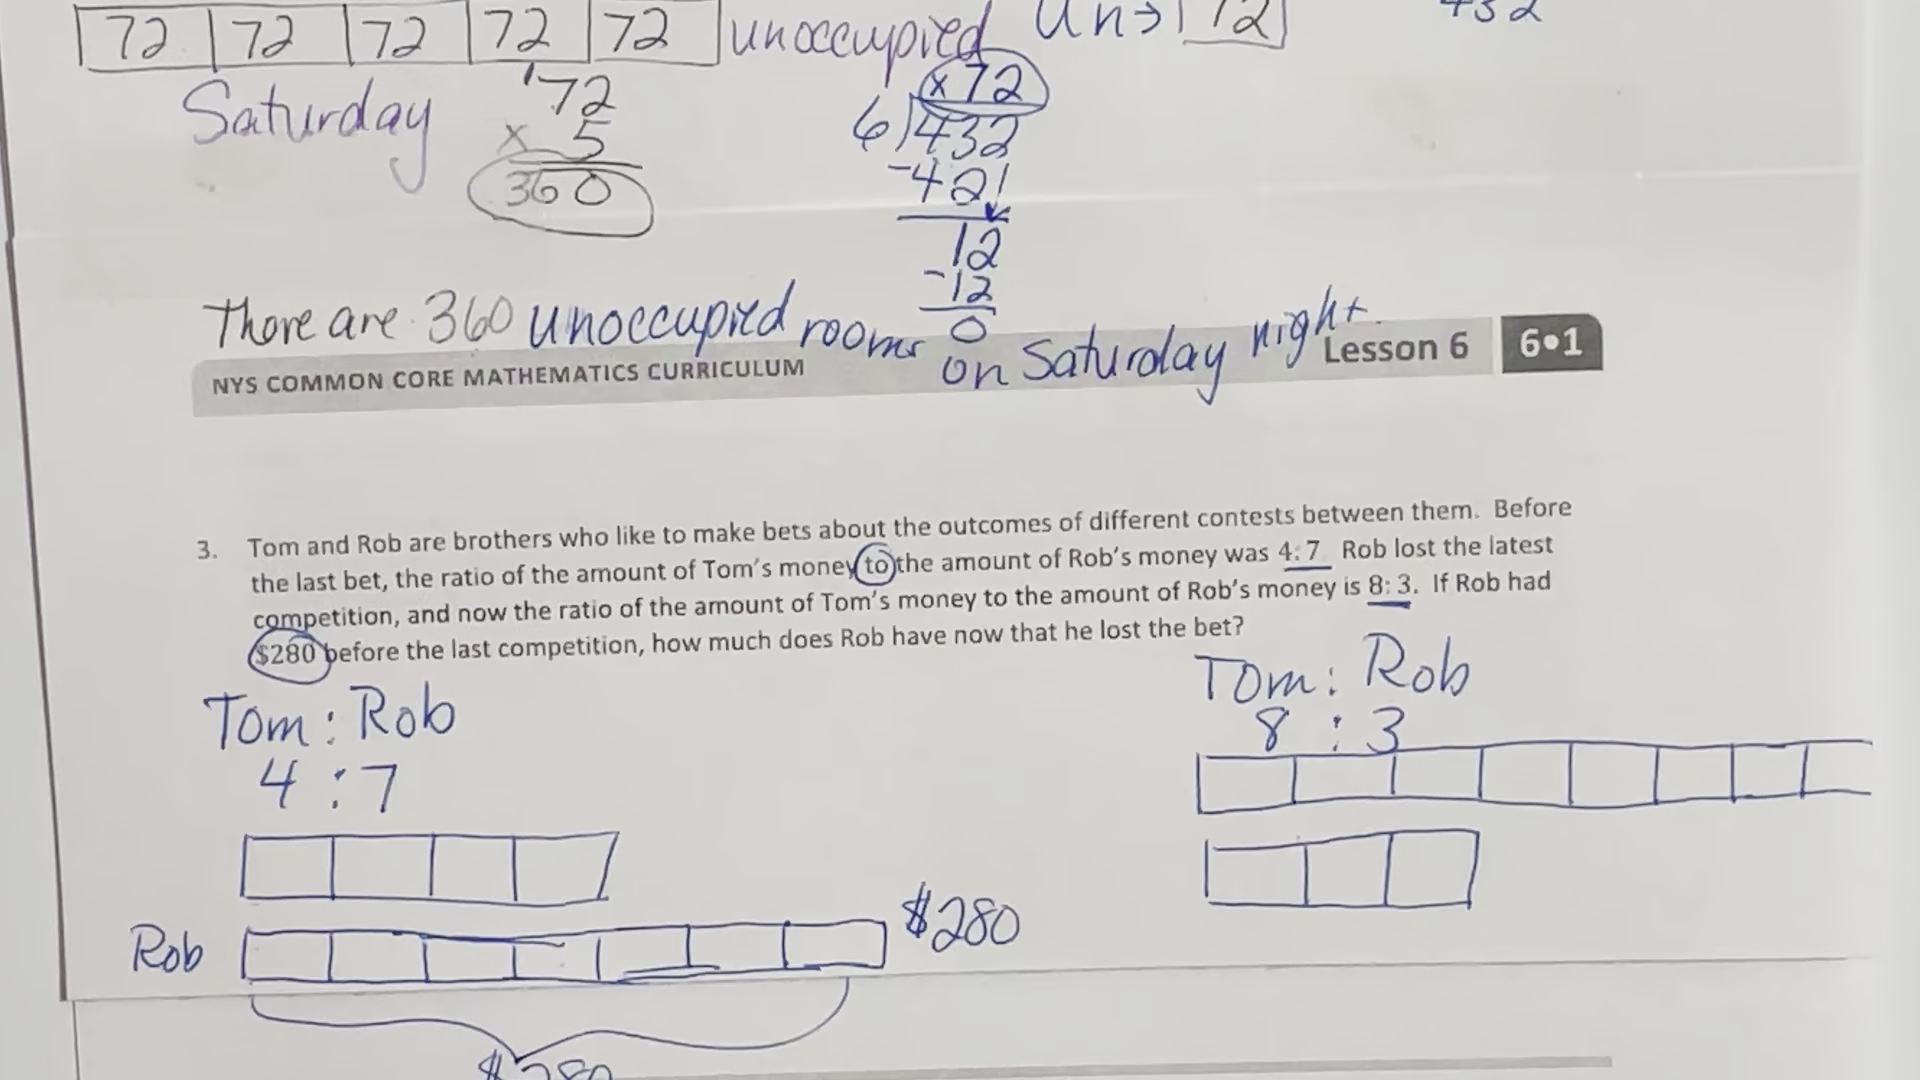 72 72 72 72 72 unoccupied Un→ 72
Saturday
'72
x 5
360
x72
6)432
-42
12
-12
0
There are 360 unoccupied rooms on Saturday night.
NYS COMMON CORE MATHEMATICS CURRICULUM Lesson 6 6•1
3. Tom and Rob are brothers who like to make bets about the outcomes of different contests between them. Before
the last bet, the ratio of the amount of Tom's money to the amount of Rob's money was 4:7 Rob lost the latest
competition, and now the ratio of the amount of Tom's money to the amount of Rob's money is 8:3. If Rob had
$280 before the last competition, how much does Rob have now that he lost the bet?
Tom : Rob
4 : 7
Tom : Rob
8 : 3
Rob $280
$280